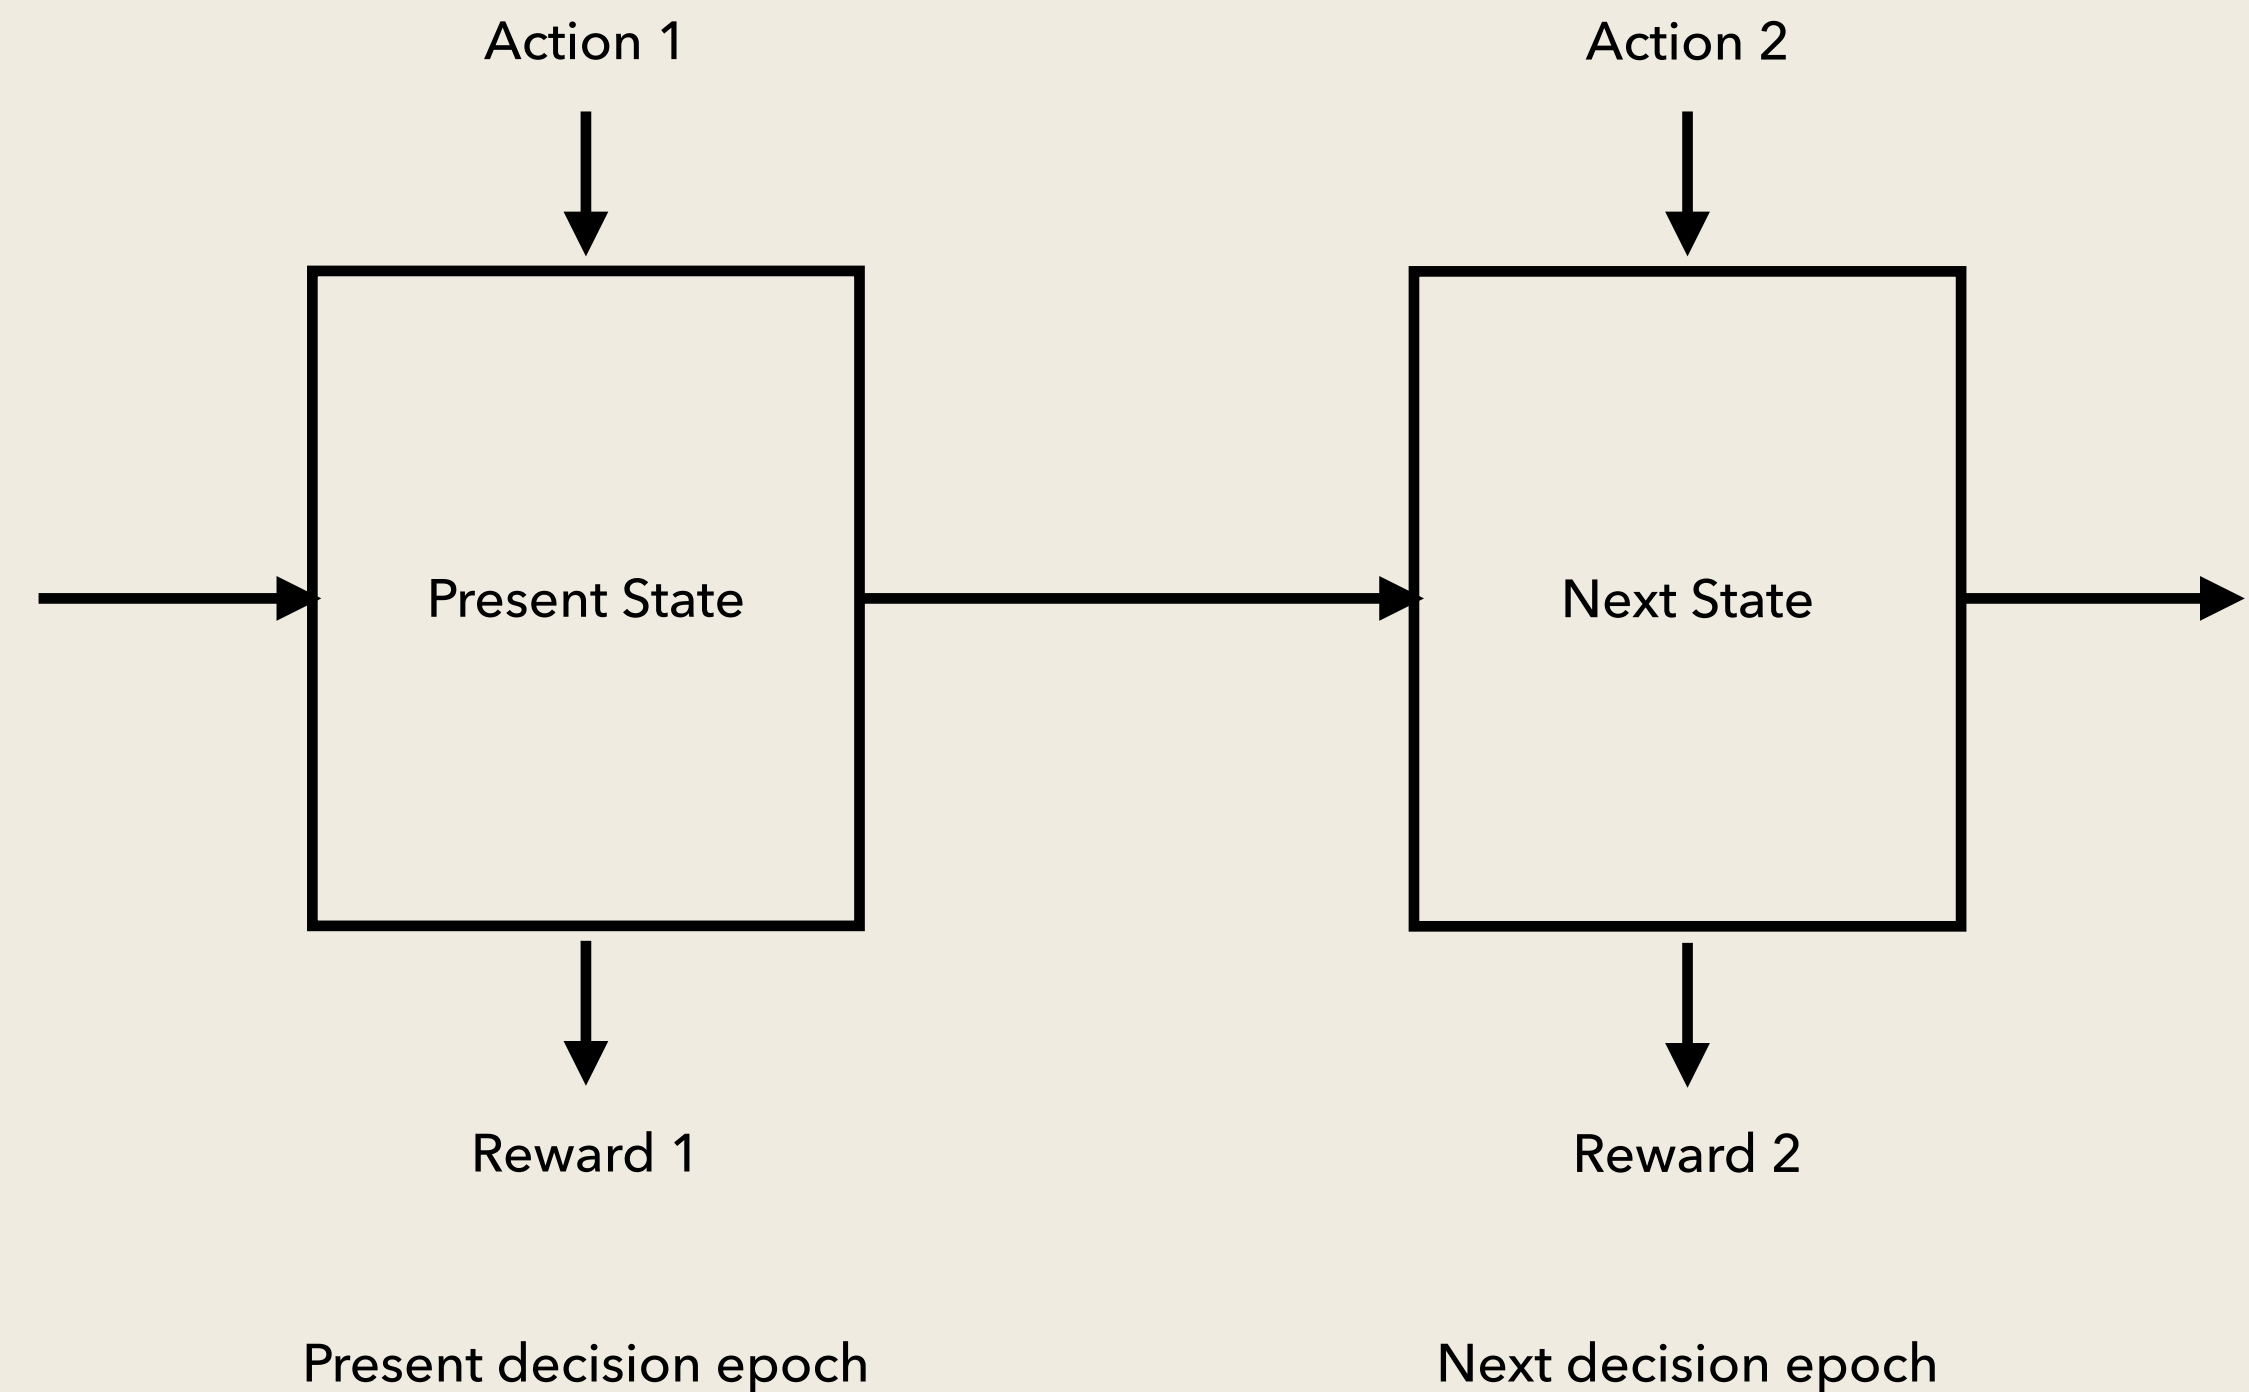 Action 1
Action 2
Present State
Next State
Reward 1
Reward 2
Present decision epoch
Next decision epoch